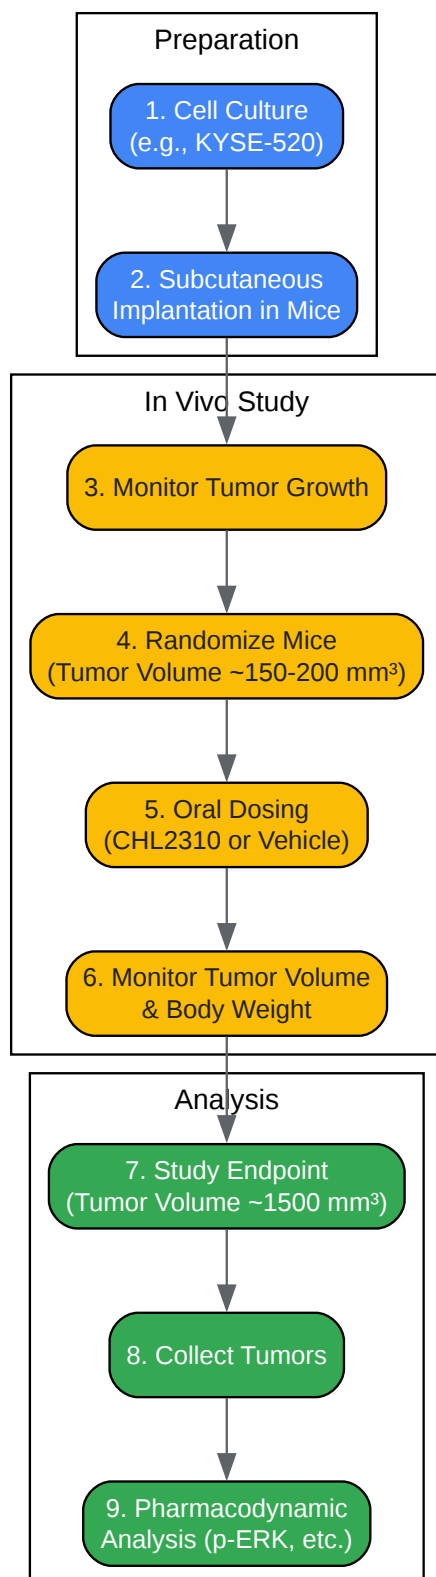 Preparation
1. Cell Culture
(e.g., KYSE-520)
2. Subcutaneous
Implantation in Mice
In Vivo Study
3. Monitor Tumor Growth
4. Randomize Mice
(Tumor Volume ~150-200 mm³)
5. Oral Dosing
(CHL2310 or Vehicle)
6. Monitor Tumor Volume
& Body Weight
Analysis
7. Study Endpoint
(Tumor Volume ~1500 mm³)
8. Collect Tumors
9. Pharmacodynamic
Analysis (p-ERK, etc.)